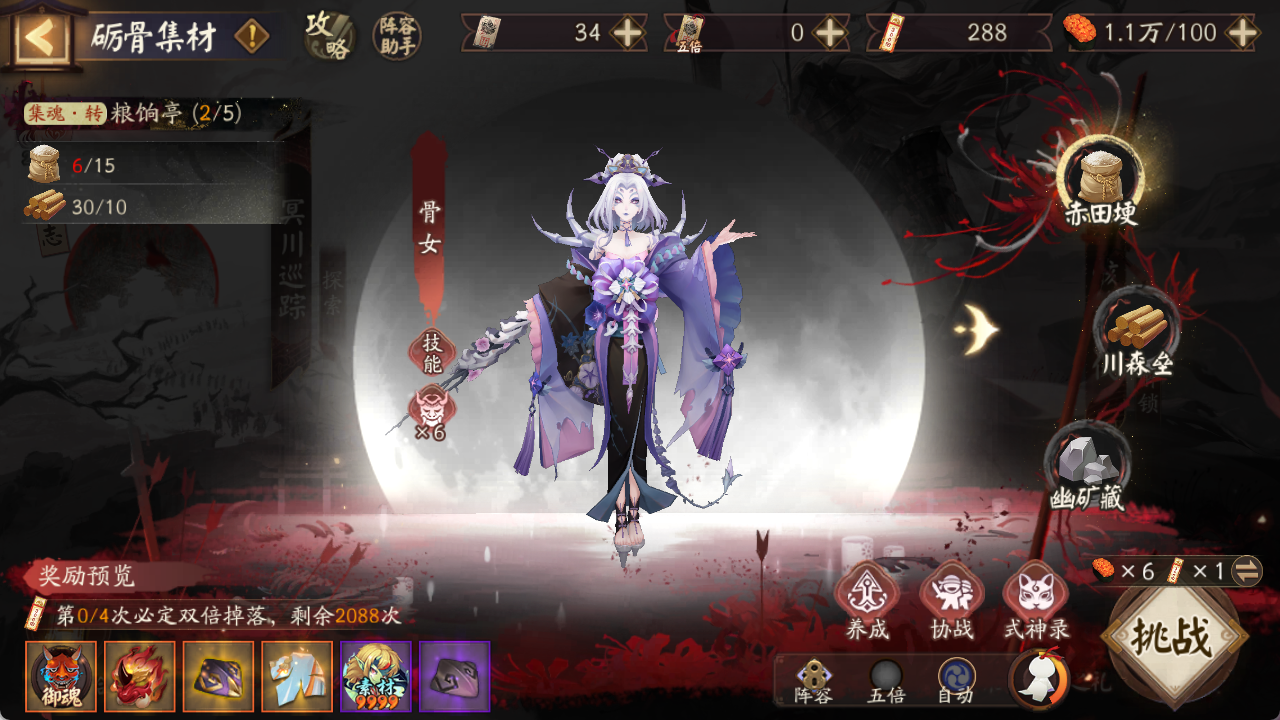 砺骨集材
攻略
阵容助手
34
五倍
0
288
1.1万/100
集魂·转 粮饷亭 (2/5)
6/15
30/10
志
冥川巡踪
探索
骨女
技能
×6
赤田埂
川森垒
锁
幽矿藏
奖励预览
第0/4次必定双倍掉落，剩余2088次
御魂
素材
9999
养成
协战
式神录
×6 ×1
挑战
阵容
五倍
自动